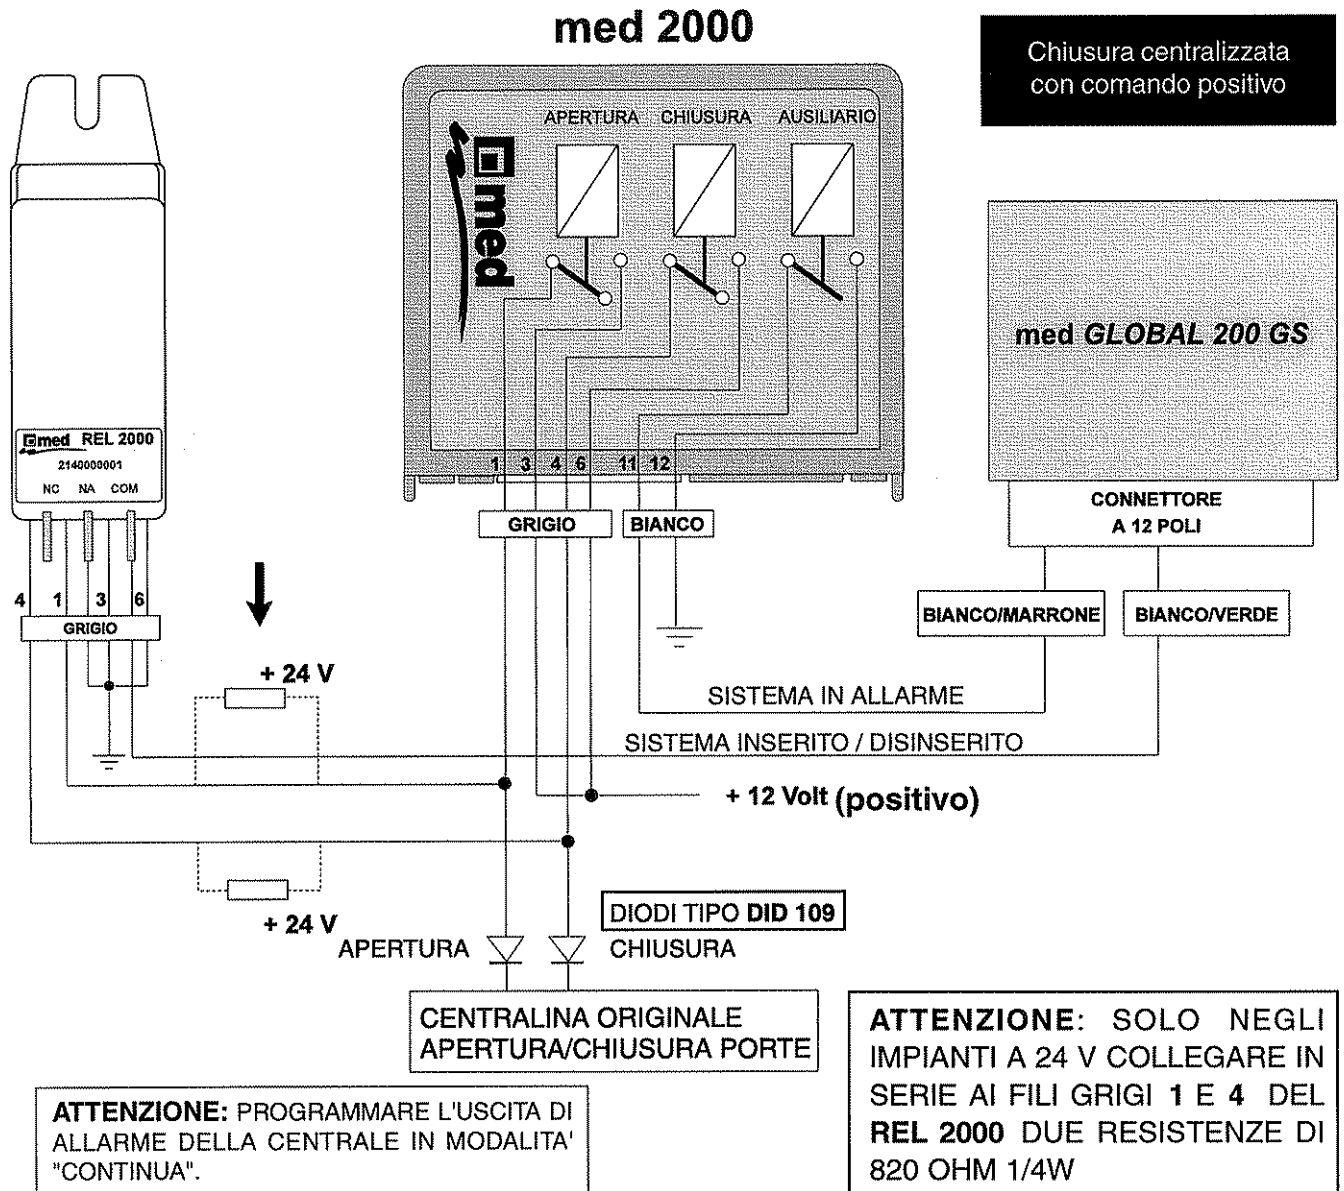 med 2000
Chiusura centralizzata
con comando positivo
APERTURA CHIUSURA AUSILIARIO
med
med GLOBAL 200 GS
med REL 2000
2140000001
NC NA COM
1 3 4 6 11 12
CONNETTORE
A 12 POLI
GRIGIO BIANCO
4 1 3 6
GRIGIO
BIANCO/MARRONE BIANCO/VERDE
+ 24 V
SISTEMA IN ALLARME
SISTEMA INSERITO / DISINSERITO
+ 12 Volt (positivo)
+ 24 V
DIODI TIPO DID 109
APERTURA CHIUSURA
CENTRALINA ORIGINALE
APERTURA/CHIUSURA PORTE
ATTENZIONE: SOLO NEGLI
IMPIANTI A 24 V COLLEGARE IN
SERIE AI FILI GRIGI 1 E 4 DEL
REL 2000 DUE RESISTENZE DI
820 OHM 1/4W
ATTENZIONE: PROGRAMMARE L'USCITA DI
ALLARME DELLA CENTRALE IN MODALITA'
"CONTINUA".